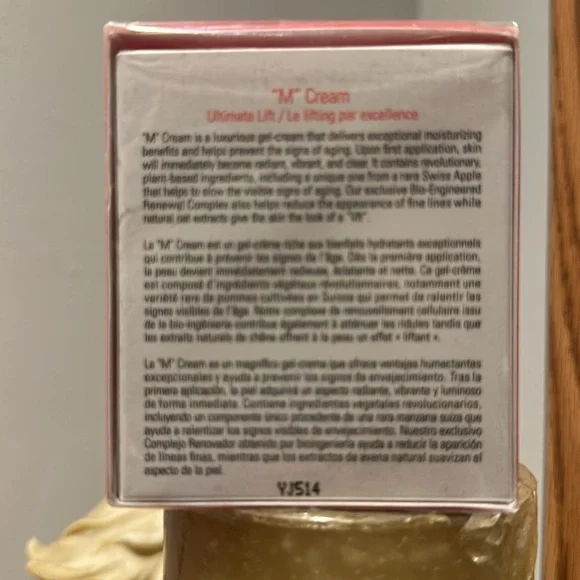 "M" Cream
Ultimate Lift / Le lifting par excellence
"M" Cream is a luxurious gel-cream that delivers exceptional moisturizing
benefits and helps prevent the signs of aging. Upon first application, skin
will immediately become radiant, vibrant, and clear. It contains revolutionary,
plant-based ingredients, including a unique one from a rare Swiss Apple
that helps to slow the visible signs of aging. Our exclusive Bio-Engineered
Renewal Complex also helps reduce the appearance of fine lines while
natural oat extracts give the skin the look of a "lift".
Le "M" Cream est un gel-crème riche aux bienfaits hydratants exceptionnels
qui contribue à prévenir les signes de l'âge. Dès la première application,
la peau devient immédiatement radieuse, éclatante et nette. Ce gel-crème
est composé d'ingrédients végétaux révolutionnaires, notamment une
variété rare de pommes cultivées en Suisse qui permet de ralentir les
signes visibles de l'âge. Notre complexe de renouvellement cellulaire issu
de la bio-ingénierie contribue également à atténuer les ridules tandis que
les extraits naturels de chêne offrent à la peau un effet « liftant ».
La "M" Cream es un magnífico gel-crema que ofrece ventajas humectantes
excepcionales y ayuda a prevenir los signos de envejecimiento. Tras la
primera aplicación, la piel adquirirá un aspecto radiante, vibrante y luminoso
de forma inmediata. Contiene ingredientes vegetales revolucionarios,
incluyendo un componente único procedente de una rara manzana suiza que
ayuda a ralentizar los signos visibles de envejecimiento. Nuestro exclusivo
Complejo Renovador obtenido por bioingeniería ayuda a reducir la aparición
de líneas finas, mientras que los extractos de avena natural suavizan el
aspecto de la piel.
YJ514